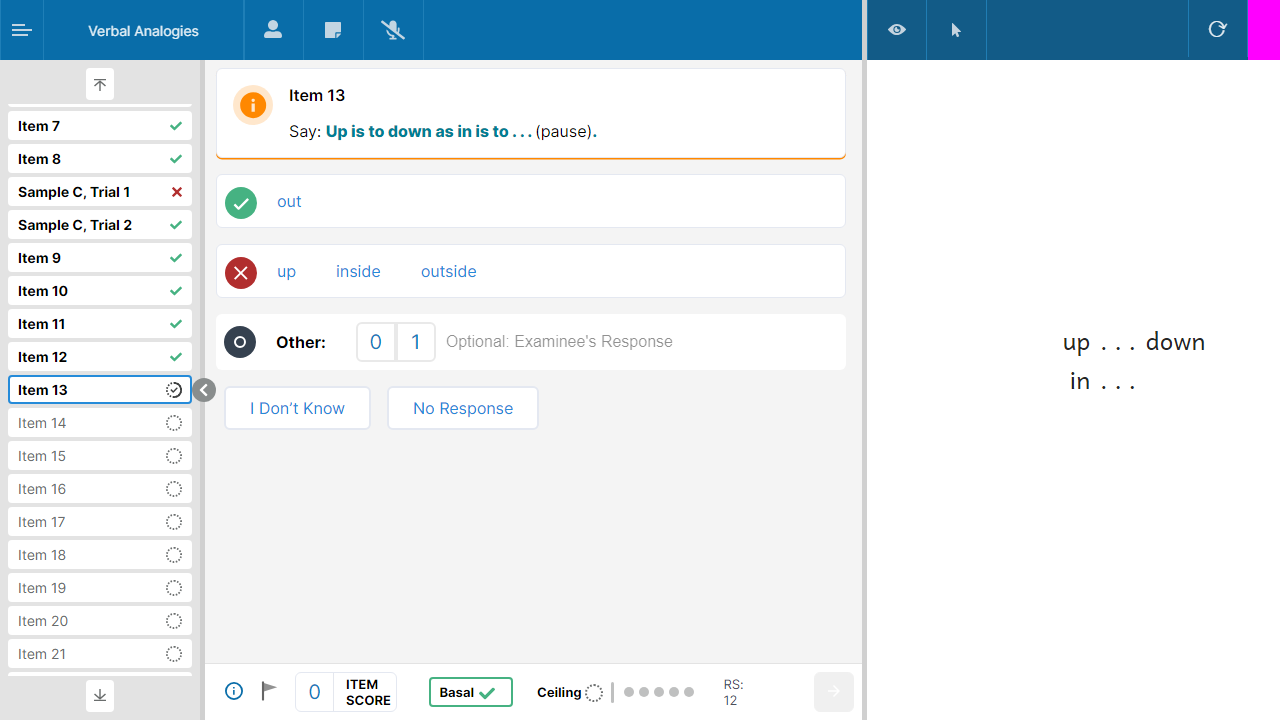 Verbal Analogies
Item 7
Item 8
Sample C, Trial 1
Sample C, Trial 2
Item 9
Item 10
Item 11
Item 12
Item 13
Item 14
Item 15
Item 16
Item 17
Item 18
Item 19
Item 20
Item 21
Item 13
Say: Up is to down as in is to . . . (pause).
out
up inside outside
Other: 0 1 Optional: Examinee's Response
I Don’t Know No Response
0 ITEM SCORE
Basal
Ceiling
RS:
12
up . . . down
in . . .